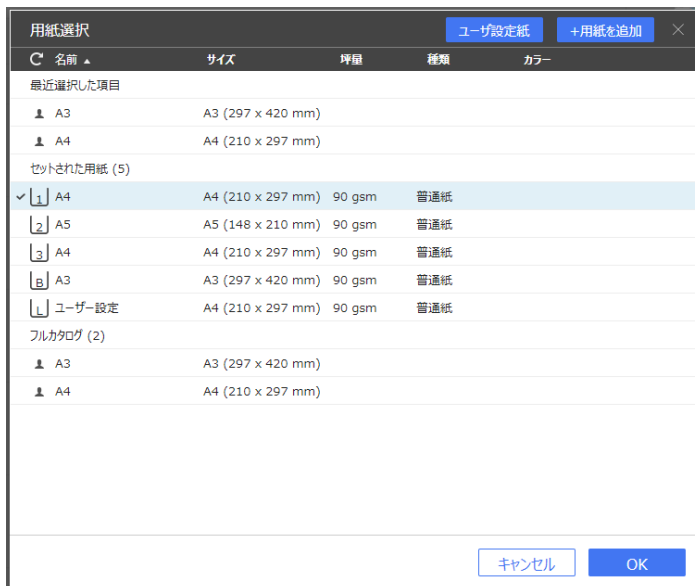 用紙選択 ユーザ設定紙 +用紙を追加
名前 サイズ 坪量 種類 カラー
最近選択した項目
A3 A3 (297 x 420 mm)
A4 A4 (210 x 297 mm)
セットされた用紙 (5)
1 A4 A4 (210 x 297 mm) 90 gsm 普通紙
2 A5 A5 (148 x 210 mm) 90 gsm 普通紙
3 A4 A4 (210 x 297 mm) 90 gsm 普通紙
B A3 A3 (297 x 420 mm) 90 gsm 普通紙
L ユーザー設定 A4 (210 x 297 mm) 90 gsm 普通紙
フルカタログ (2)
A3 A3 (297 x 420 mm)
A4 A4 (210 x 297 mm)
キャンセル OK